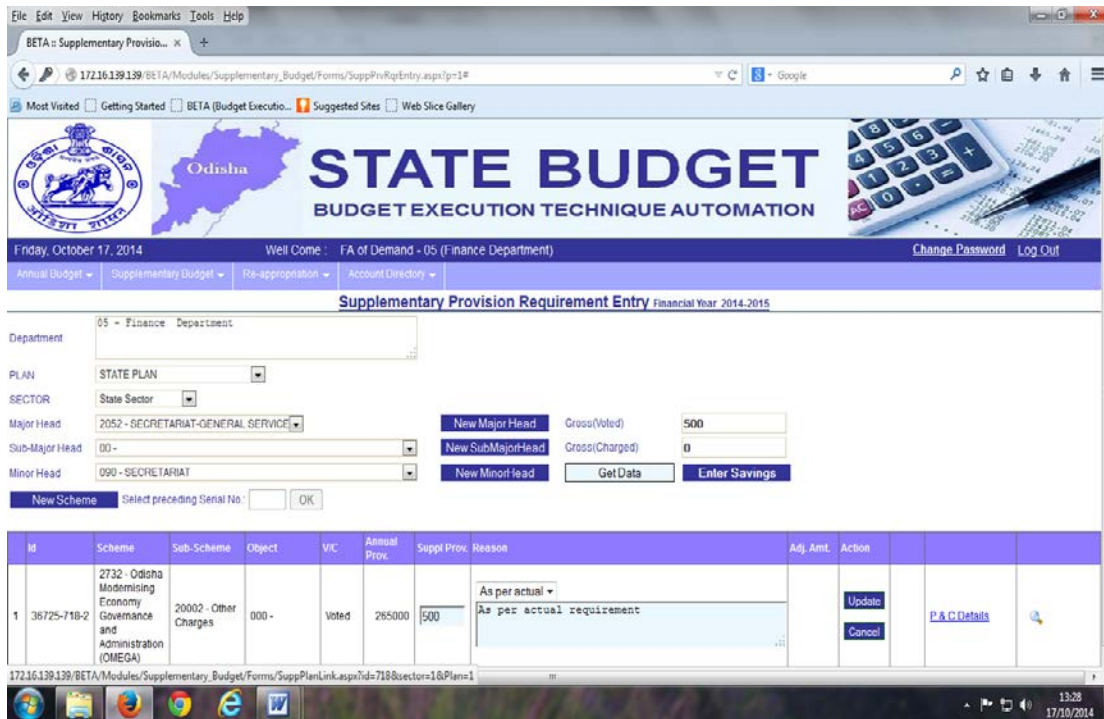 File Edit View History Bookmarks Tools Help
BETA :: Supplementary Provisio... × +
172.16.139.139/BETA/Modules/Supplementary_Budget/Forms/SuppPrvRqrEntry.aspx?p=1#
Google
Most Visited Getting Started BETA (Budget Executio... Suggested Sites Web Slice Gallery
Odisha
STATE BUDGET
BUDGET EXECUTION TECHNIQUE AUTOMATION
Friday, October 17, 2014 Well Come : FA of Demand - 05 (Finance Department) Change Password Log Out
Annual Budget Supplementary Budget Re-appropriation Account Directory
Supplementary Provision Requirement Entry Financial Year 2014-2015
Department 05 - Finance Department
PLAN STATE PLAN
SECTOR State Sector
Major Head 2052 - SECRETARIAT-GENERAL SERVICE New Major Head Gross(Voted) 500
Sub-Major Head 00 - New SubMajorHead Gross(Charged) 0
Minor Head 090 - SECRETARIAT New MinorHead Get Data Enter Savings
New Scheme Select preceding Serial No.: OK
Id Scheme Sub-Scheme Object V/C Annual Prov. Suppl Prov. Reason Adj. Amt. Action
1 36725-718-2 2732 - Odisha Modernising Economy Governance and Administration (OMEGA) 20002 - Other Charges 000 - Voted 265000 500 As per actual
As per actual requirement
Update
Cancel
P & C Details
172.16.139.139/BETA/Modules/Supplementary_Budget/Forms/SuppPlanLink.aspx?id=718&sector=1&Plan=1
13:28
17/10/2014